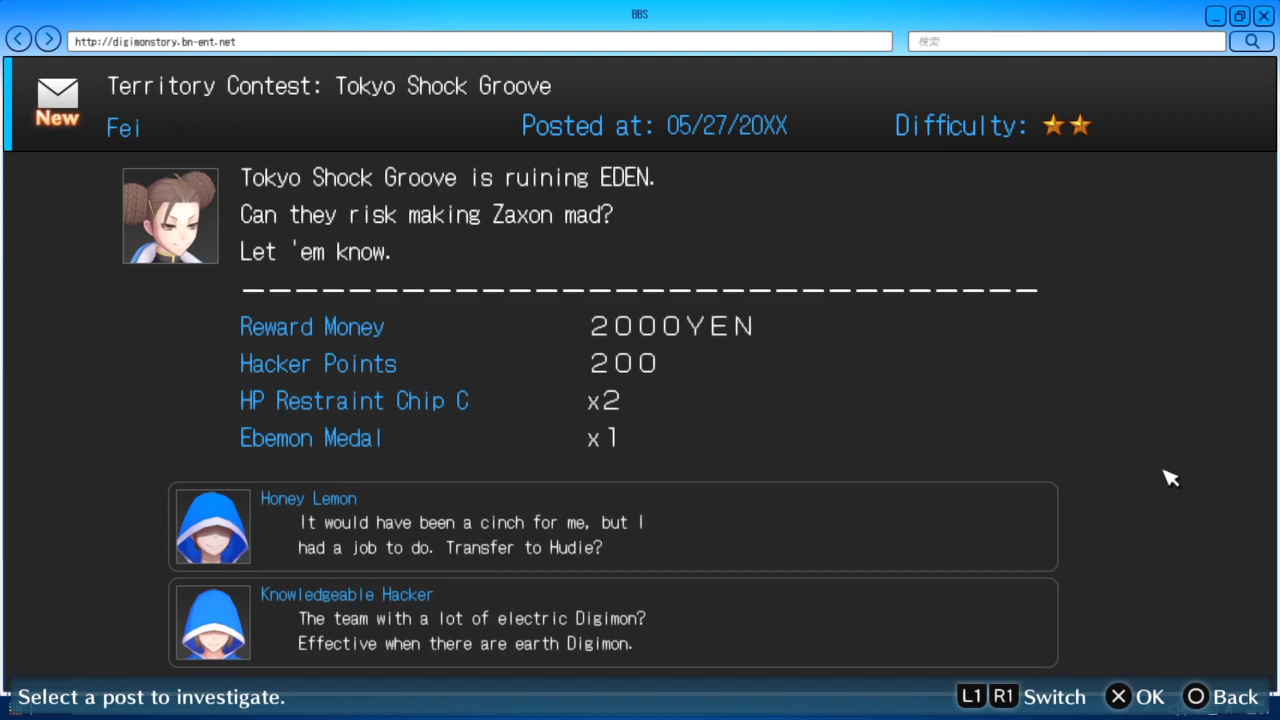 BBS
http://digimonstory.bn-ent.net
検索
Territory Contest: Tokyo Shock Groove
New
Fei
Posted at: 05/27/20XX
Difficulty: ★★
Tokyo Shock Groove is ruining EDEN.
Can they risk making Zaxon mad?
Let 'em know.
Reward Money 2000YEN
Hacker Points 200
HP Restraint Chip C x2
Ebemon Medal x1
Honey Lemon
It would have been a cinch for me, but I
had a job to do. Transfer to Hudie?
Knowledgeable Hacker
The team with a lot of electric Digimon?
Effective when there are earth Digimon.
Select a post to investigate.
L1 R1 Switch
OK
Back